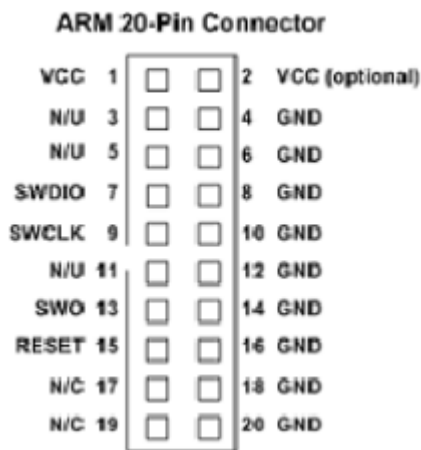 ARM 20-Pin Connector
VCC 1 2 VCC (optional)
N/U 3 4 GND
N/U 5 6 GND
SWDIO 7 8 GND
SWCLK 9 10 GND
N/U 11 12 GND
SWO 13 14 GND
RESET 15 16 GND
N/C 17 18 GND
N/C 19 20 GND